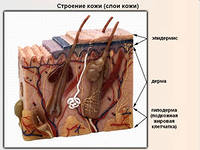 Строение кожи (слои кожи)
эпидермис
дерма
гиподерма
(подкожная
жировая
клетчатка)